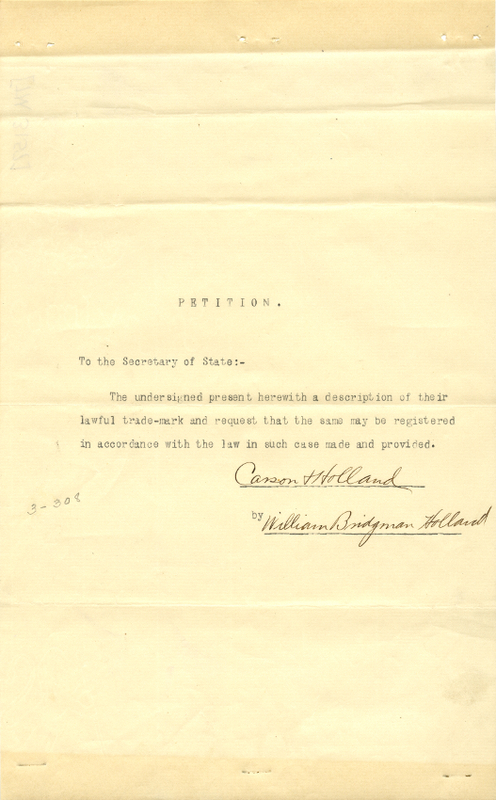 PETITION.
To the Secretary of State:-
The undersigned present herewith a description of their
lawful trade-mark and request that the same may be registered
in accordance with the law in such case made and provided.
Carson & Holland
3-308
by William Bridgman Holland